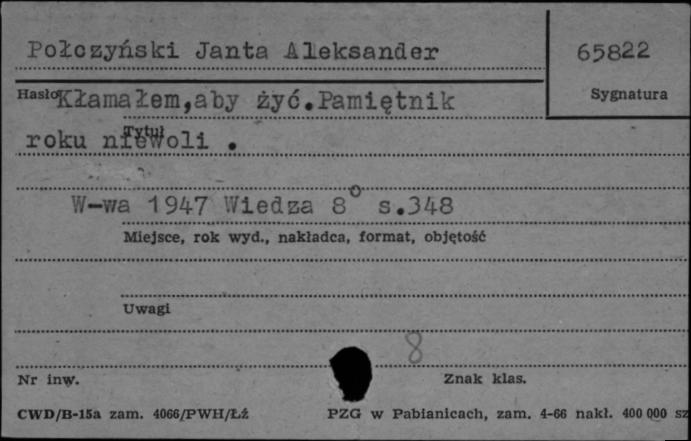 Połczyński Janta Aleksander
65822
Hasło
Kłamałem,aby żyć.Pamiętnik
Sygnatura
Tytuł
roku niewoli .
W-wa 1947 Wiedza 8° s.348
Miejsce, rok wyd., nakładca, format, objętość
Uwagi
8
Nr inw.
Znak klas.
CWD/B-15a zam. 4066/PWH/Łź
PZG w Pabianicach, zam. 4-66 nakł. 400 000 sz